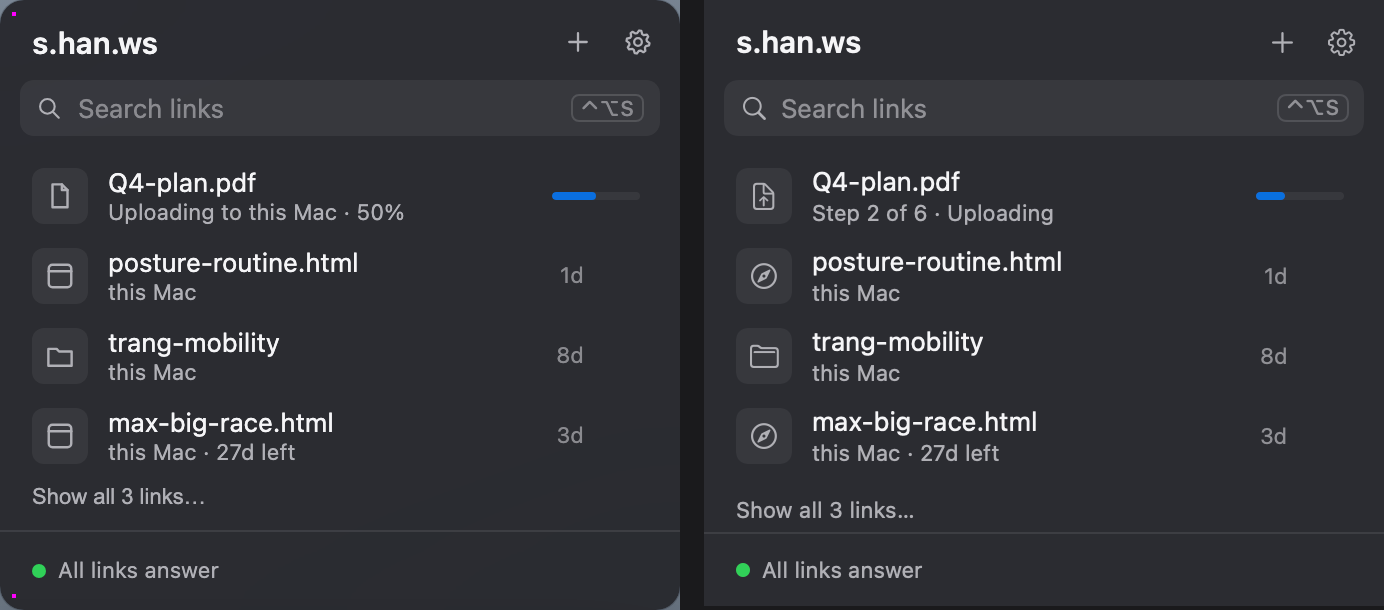 s.han.ws
Search links
^⌥S
Q4-plan.pdf
Uploading to this Mac · 50%
posture-routine.html
this Mac
1d
trang-mobility
this Mac
8d
max-big-race.html
this Mac · 27d left
3d
Show all 3 links…
All links answer
s.han.ws
Search links
^⌥S
Q4-plan.pdf
Step 2 of 6 · Uploading
posture-routine.html
this Mac
1d
trang-mobility
this Mac
8d
max-big-race.html
this Mac · 27d left
3d
Show all 3 links…
All links answer